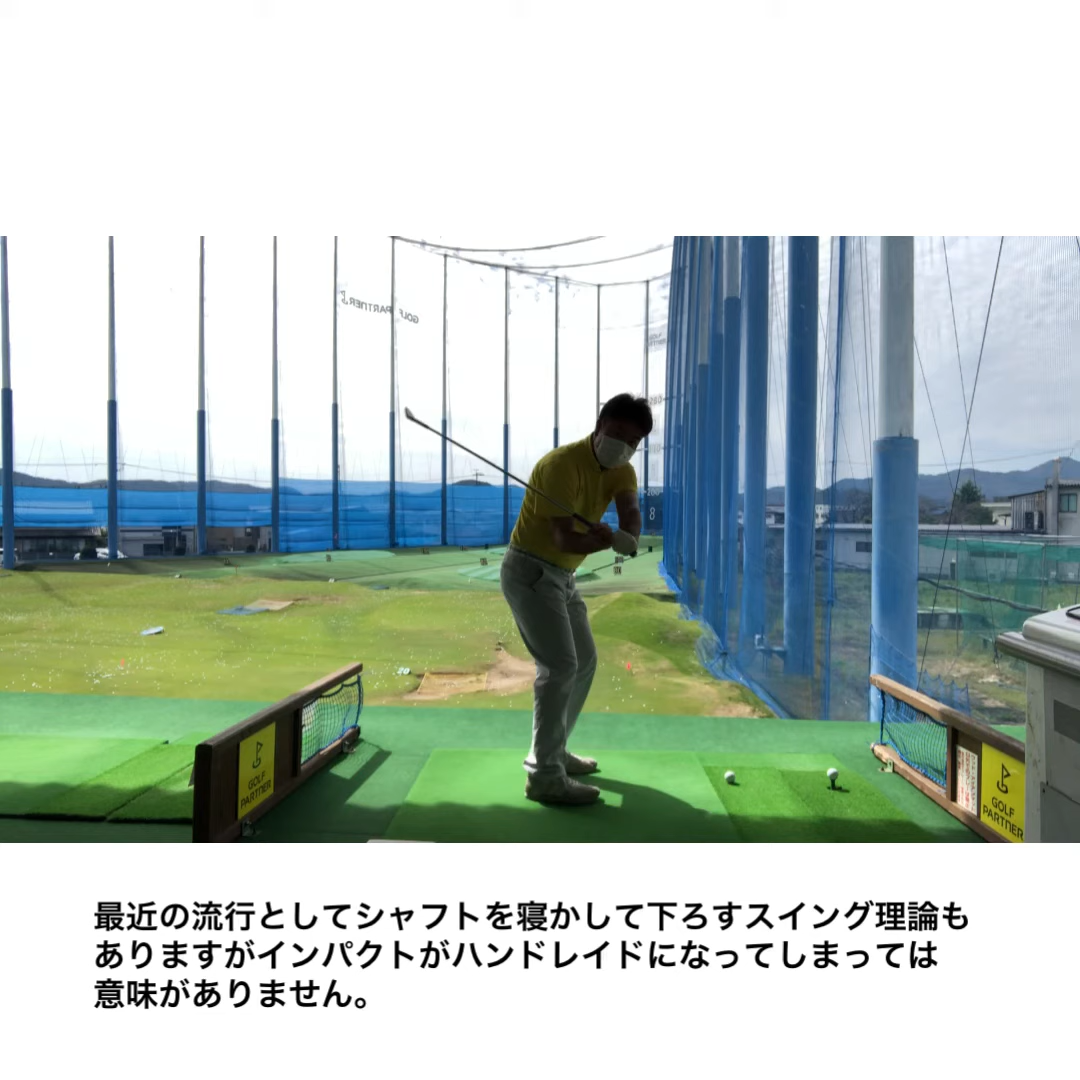 GOLF PARTNER
GOLF
PARTNER
GOLF
PARTNER
最近の流行としてシャフトを寝かして下ろすスイング理論も
ありますがインパクトがハンドレイドになってしまっては
意味がありません。